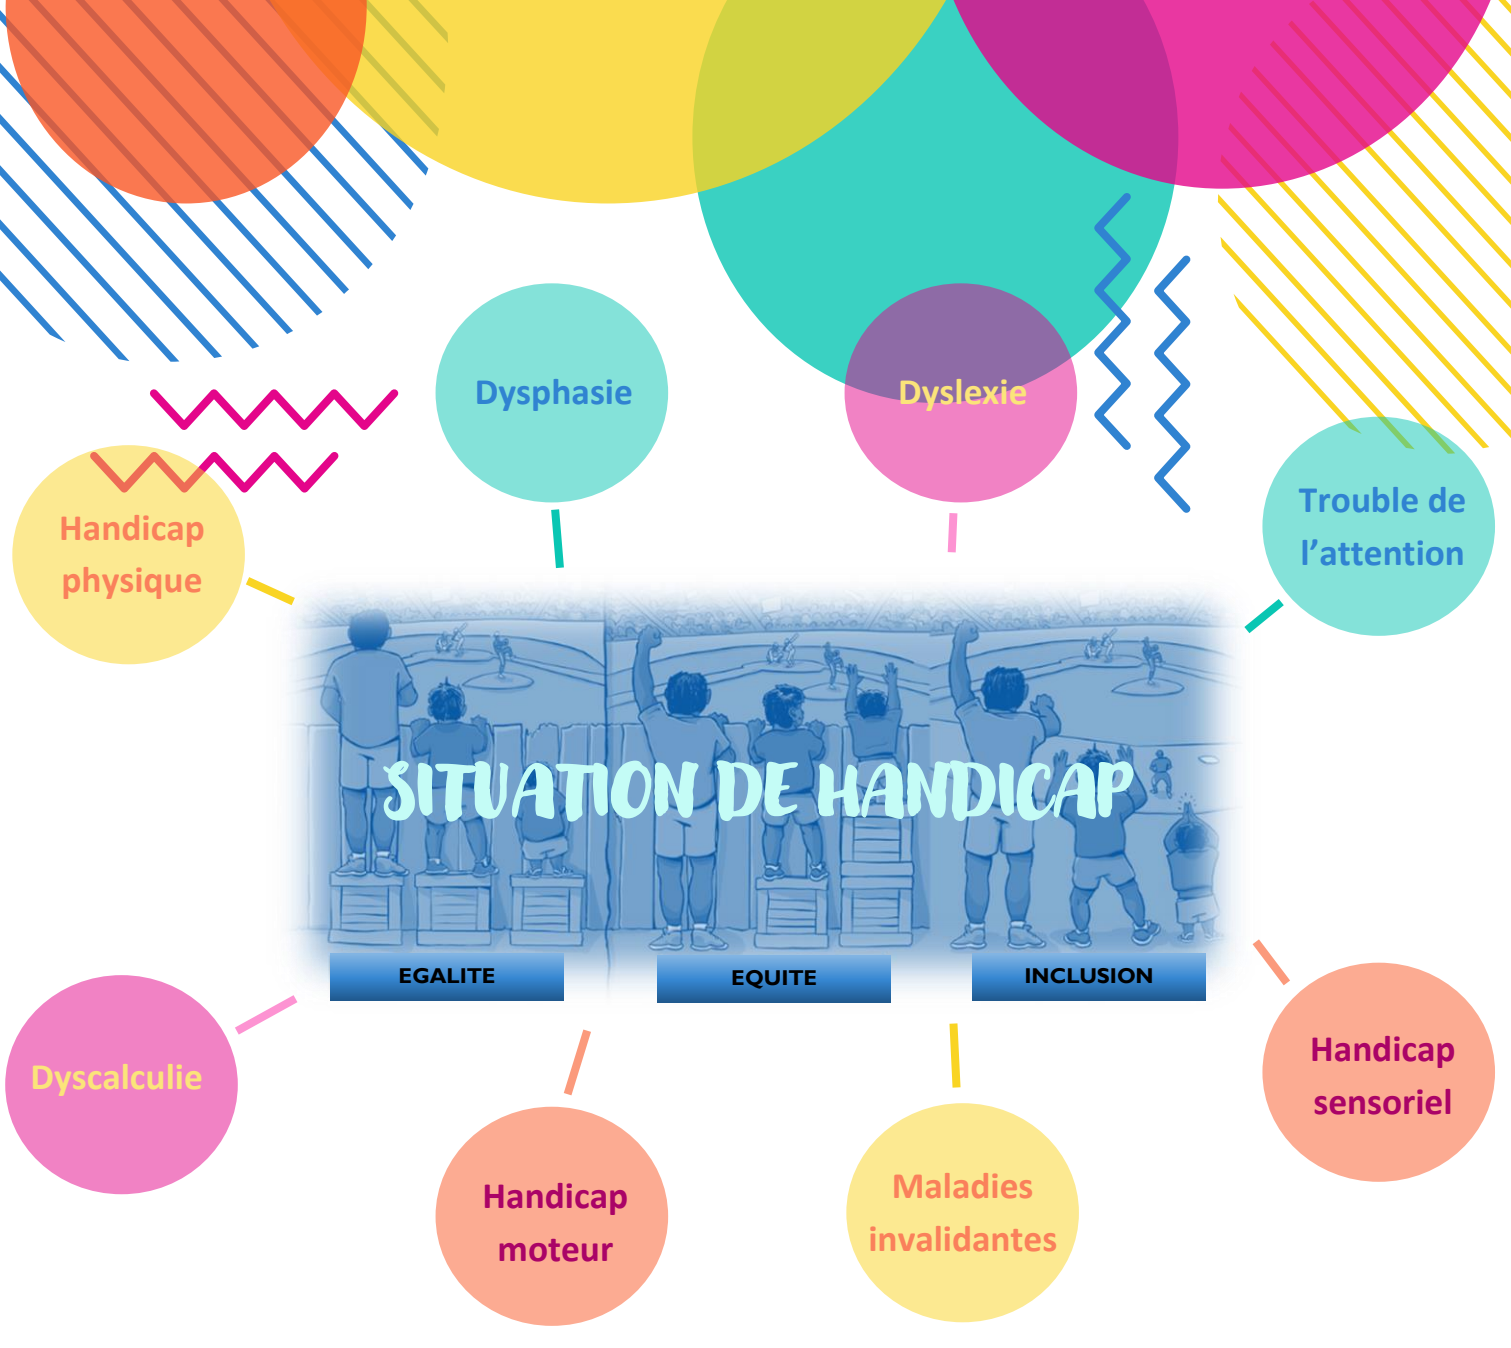 Dysphasie
Dyslexie
Handicap
physique
Trouble de
l’attention
SITUATION DE HANDICAP
EGALITE
EQUITE
INCLUSION
Dyscalculie
Handicap
sensoriel
Handicap
moteur
Maladies
invalidantes